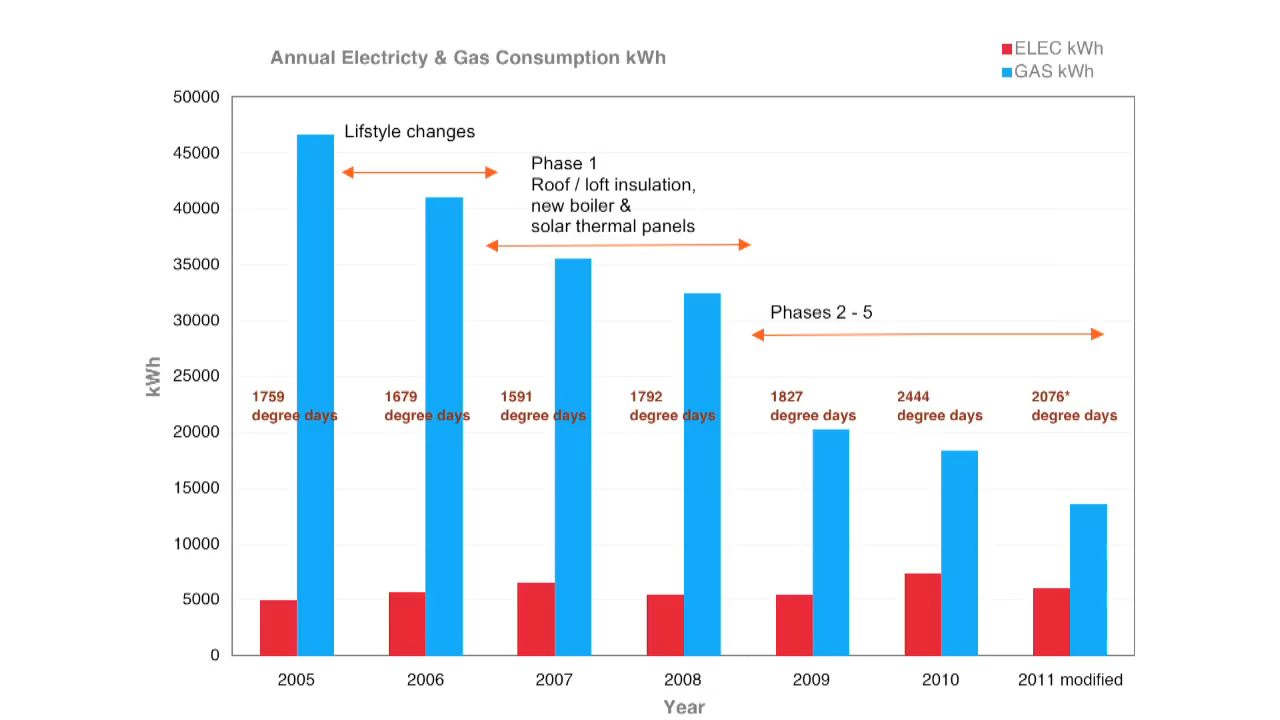 Annual Electricty & Gas Consumption kWh
ELEC kWh
GAS kWh
50000
45000
40000
35000
30000
25000
20000
15000
10000
5000
0
kWh
Lifstyle changes
Phase 1
Roof / loft insulation,
new boiler &
solar thermal panels
Phases 2 - 5
1759
degree days
1679
degree days
1591
degree days
1792
degree days
1827
degree days
2444
degree days
2076*
degree days
2005
2006
2007
2008
2009
2010
2011 modified
Year